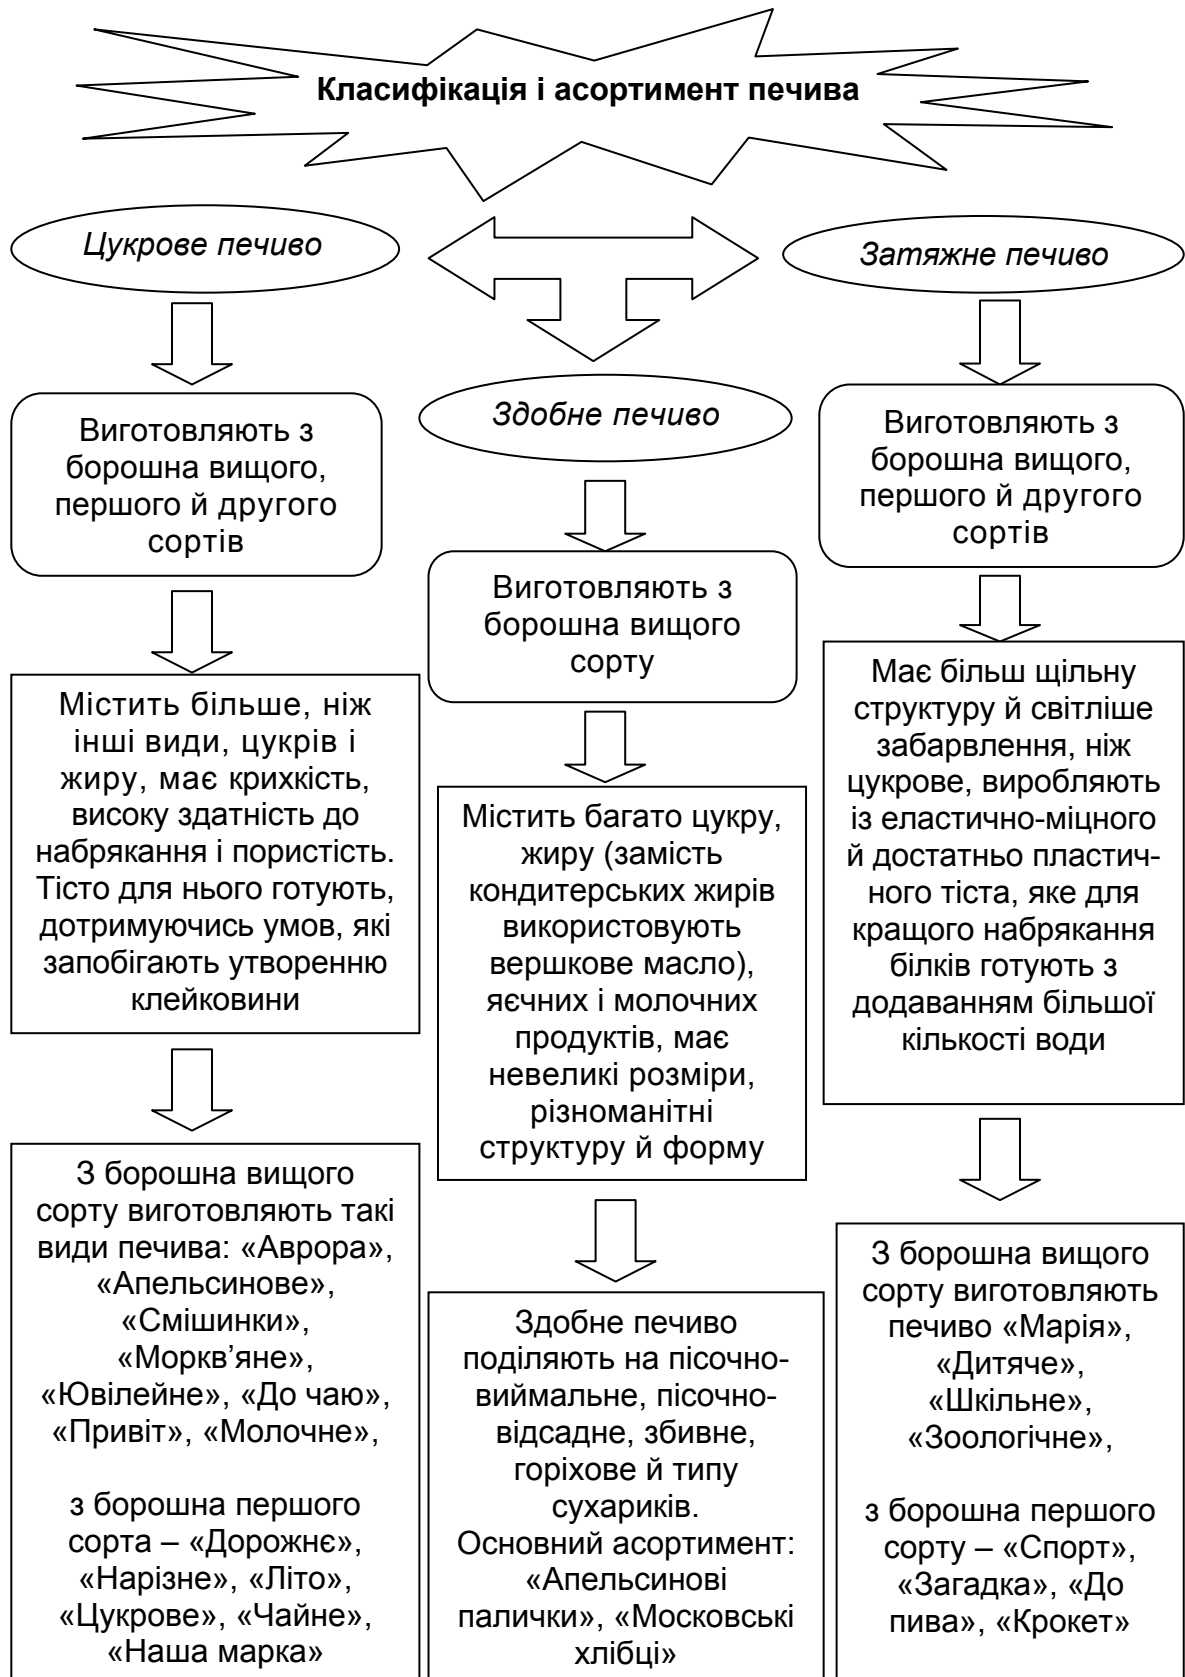 Класифікація і асортимент печива
Цукрове печиво
Виготовляють з
борошна вищого,
першого й другого
сортів
Містить більше, ніж
інші види, цукрів і
жиру, має крихкість,
високу здатність до
набрякання і пористість.
Тісто для нього готують,
дотримуючись умов, які
запобігають утворенню
клейковини
З борошна вищого
сорту виготовляють такі
види печива: «Аврора»,
«Апельсинове»,
«Смішинки»,
«Моркв'яне»,
«Ювілейне», «До чаю»,
«Привіт», «Молочне»,
з борошна першого
сорта – «Дорожнє»,
«Нарізне», «Літо»,
«Цукрове», «Чайне»,
«Наша марка»
Здобне печиво
Виготовляють з
борошна вищого
сорту
Містить багато цукру,
жиру (замість
кондитерських жирів
використовують
вершкове масло),
яєчних і молочних
продуктів, має
невеликі розміри,
різноманітні
структуру й форму
Здобне печиво
поділяють на пісочно-
виймальне, пісочно-
відсадне, збивне,
горіхове й типу
сухариків.
Основний асортимент:
«Апельсинові
палички», «Московські
хлібці»
Затяжне печиво
Виготовляють з
борошна вищого,
першого й другого
сортів
Має більш щільну
структуру й світліше
забарвлення, ніж
цукрове, виробляють
із еластично-міцного
й достатньо пластич-
ного тіста, яке для
кращого набрякання
білків готують з
додаванням більшої
кількості води
З борошна вищого
сорту виготовляють
печиво «Марія»,
«Дитяче»,
«Шкільне»,
«Зоологічне»,
з борошна першого
сорту – «Спорт»,
«Загадка», «До
пива», «Крокет»